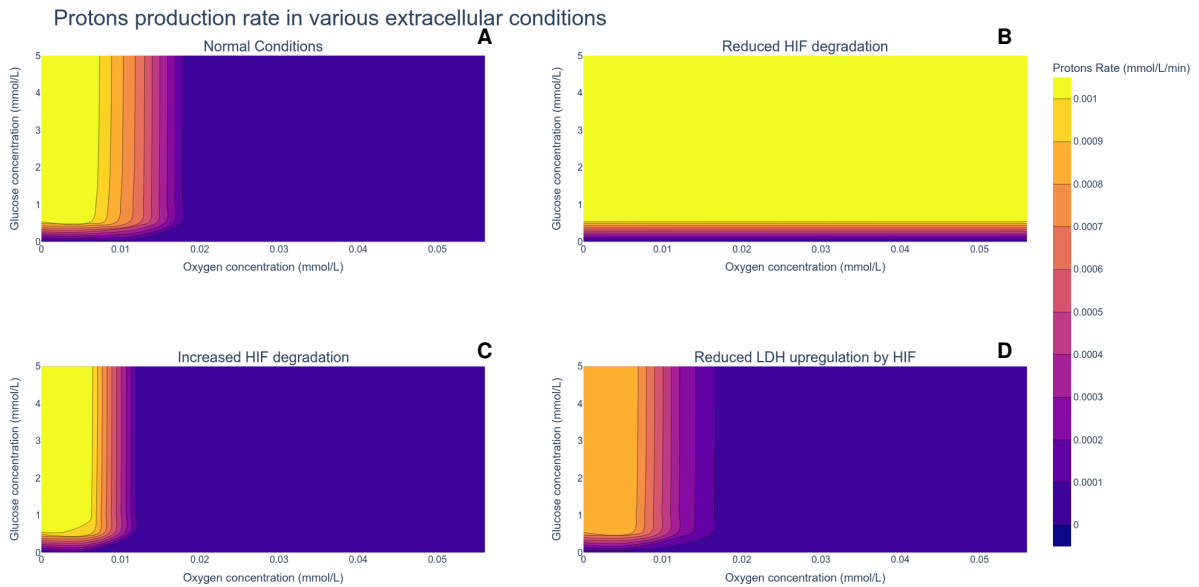 Protons production rate in various extracellular conditions
A
Normal Conditions
5
4
3
2
1
0
Glucose concentration (mmol/L)
0 0.01 0.02 0.03 0.04 0.05
Oxygen concentration (mmol/L)
B
Reduced HIF degradation
5
4
3
2
1
0
Glucose concentration (mmol/L)
0 0.01 0.02 0.03 0.04 0.05
Oxygen concentration (mmol/L)
C
Increased HIF degradation
5
4
3
2
1
0
Glucose concentration (mmol/L)
0 0.01 0.02 0.03 0.04 0.05
Oxygen concentration (mmol/L)
D
Reduced LDH upregulation by HIF
5
4
3
2
1
0
Glucose concentration (mmol/L)
0 0.01 0.02 0.03 0.04 0.05
Oxygen concentration (mmol/L)
Protons Rate (mmol/L/min)
0.001
0.0009
0.0008
0.0007
0.0006
0.0005
0.0004
0.0003
0.0002
0.0001
0